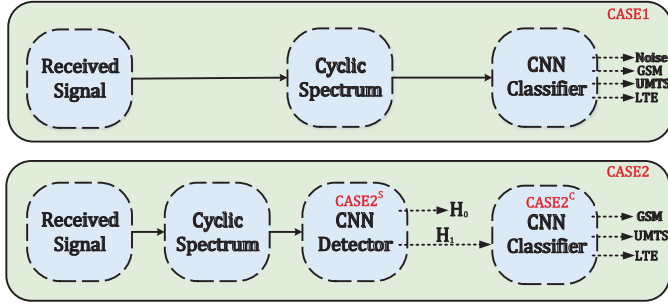 CASE1
Received
Signal
Cyclic
Spectrum
CNN
Classifier
Noise
GSM
UMTS
LTE
CASE2
Received
Signal
Cyclic
Spectrum
CASE2ˢ
CNN
Detector
H₀
H₁
CASE2ᶜ
CNN
Classifier
GSM
UMTS
LTE